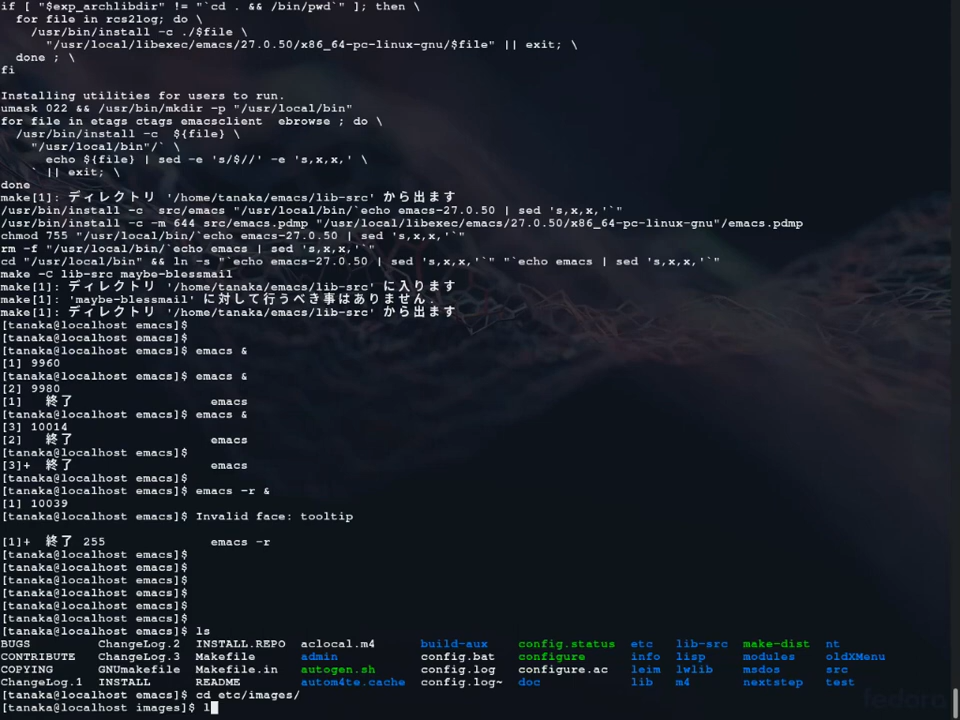 if [ "$exp_archlibdir" != "`cd . && /bin/pwd`" ]; then \
for file in rcs2log; do \
/usr/bin/install -c ./$file \
"/usr/local/libexec/emacs/27.0.50/x86_64-pc-linux-gnu/$file" || exit; \
done ; \
fi
Installing utilities for users to run.
umask 022 && /usr/bin/mkdir -p "/usr/local/bin"
for file in etags ctags emacsclient  ebrowse ; do \
/usr/bin/install -c  ${file} \
"/usr/local/bin"/` \
echo ${file} | sed -e 's/$//' -e 's,x,x,' \
` || exit; \
done
make[1]: ディレクトリ '/home/tanaka/emacs/lib-src' から出ます
/usr/bin/install -c  src/emacs "/usr/local/bin/`echo emacs-27.0.50 | sed 's,x,x,'`"
/usr/bin/install -c -m 644 src/emacs.pdmp "/usr/local/libexec/emacs/27.0.50/x86_64-pc-linux-gnu"/emacs.pdmp
chmod 755 "/usr/local/bin/`echo emacs-27.0.50 | sed 's,x,x,'`"
rm -f "/usr/local/bin/`echo emacs | sed 's,x,x,'`"
cd "/usr/local/bin" && ln -s "`echo emacs-27.0.50 | sed 's,x,x,'`" "`echo emacs | sed 's,x,x,'`"
make -C lib-src maybe-blessmail
make[1]: ディレクトリ '/home/tanaka/emacs/lib-src' に入ります
make[1]: 'maybe-blessmail' に対して行うべき事はありません.
make[1]: ディレクトリ '/home/tanaka/emacs/lib-src' から出ます
[tanaka@localhost emacs]$
[tanaka@localhost emacs]$
[tanaka@localhost emacs]$ emacs &
[1] 9960
[tanaka@localhost emacs]$ emacs &
[2] 9980
[1]   終了                  emacs
[tanaka@localhost emacs]$ emacs &
[3] 10014
[2]   終了                  emacs
[tanaka@localhost emacs]$
[3]+  終了                  emacs
[tanaka@localhost emacs]$
[tanaka@localhost emacs]$ emacs -r &
[1] 10039
[tanaka@localhost emacs]$ Invalid face: tooltip
[1]+  終了 255              emacs -r
[tanaka@localhost emacs]$
[tanaka@localhost emacs]$
[tanaka@localhost emacs]$
[tanaka@localhost emacs]$
[tanaka@localhost emacs]$
[tanaka@localhost emacs]$
[tanaka@localhost emacs]$ ls
BUGS         ChangeLog.2  INSTALL.REPO  aclocal.m4      build-aux   config.status  etc   lib-src  make-dist  nt
CONTRIBUTE   ChangeLog.3  Makefile      admin           config.bat  configure      info  lisp     modules    oldXMenu
COPYING      GNUmakefile  Makefile.in   autogen.sh      config.log  configure.ac   leim  lwlib    msdos      src
ChangeLog.1  INSTALL      README        autom4te.cache  config.log~ doc            lib   m4       nextstep   test
[tanaka@localhost emacs]$ cd etc/images/
[tanaka@localhost images]$ l
fedora